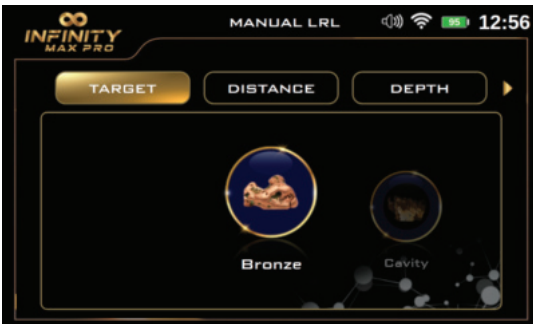 INFINITY
MAX PRO
MANUAL LRL
95
12:56
TARGET
DISTANCE
DEPTH
Bronze
Cavity